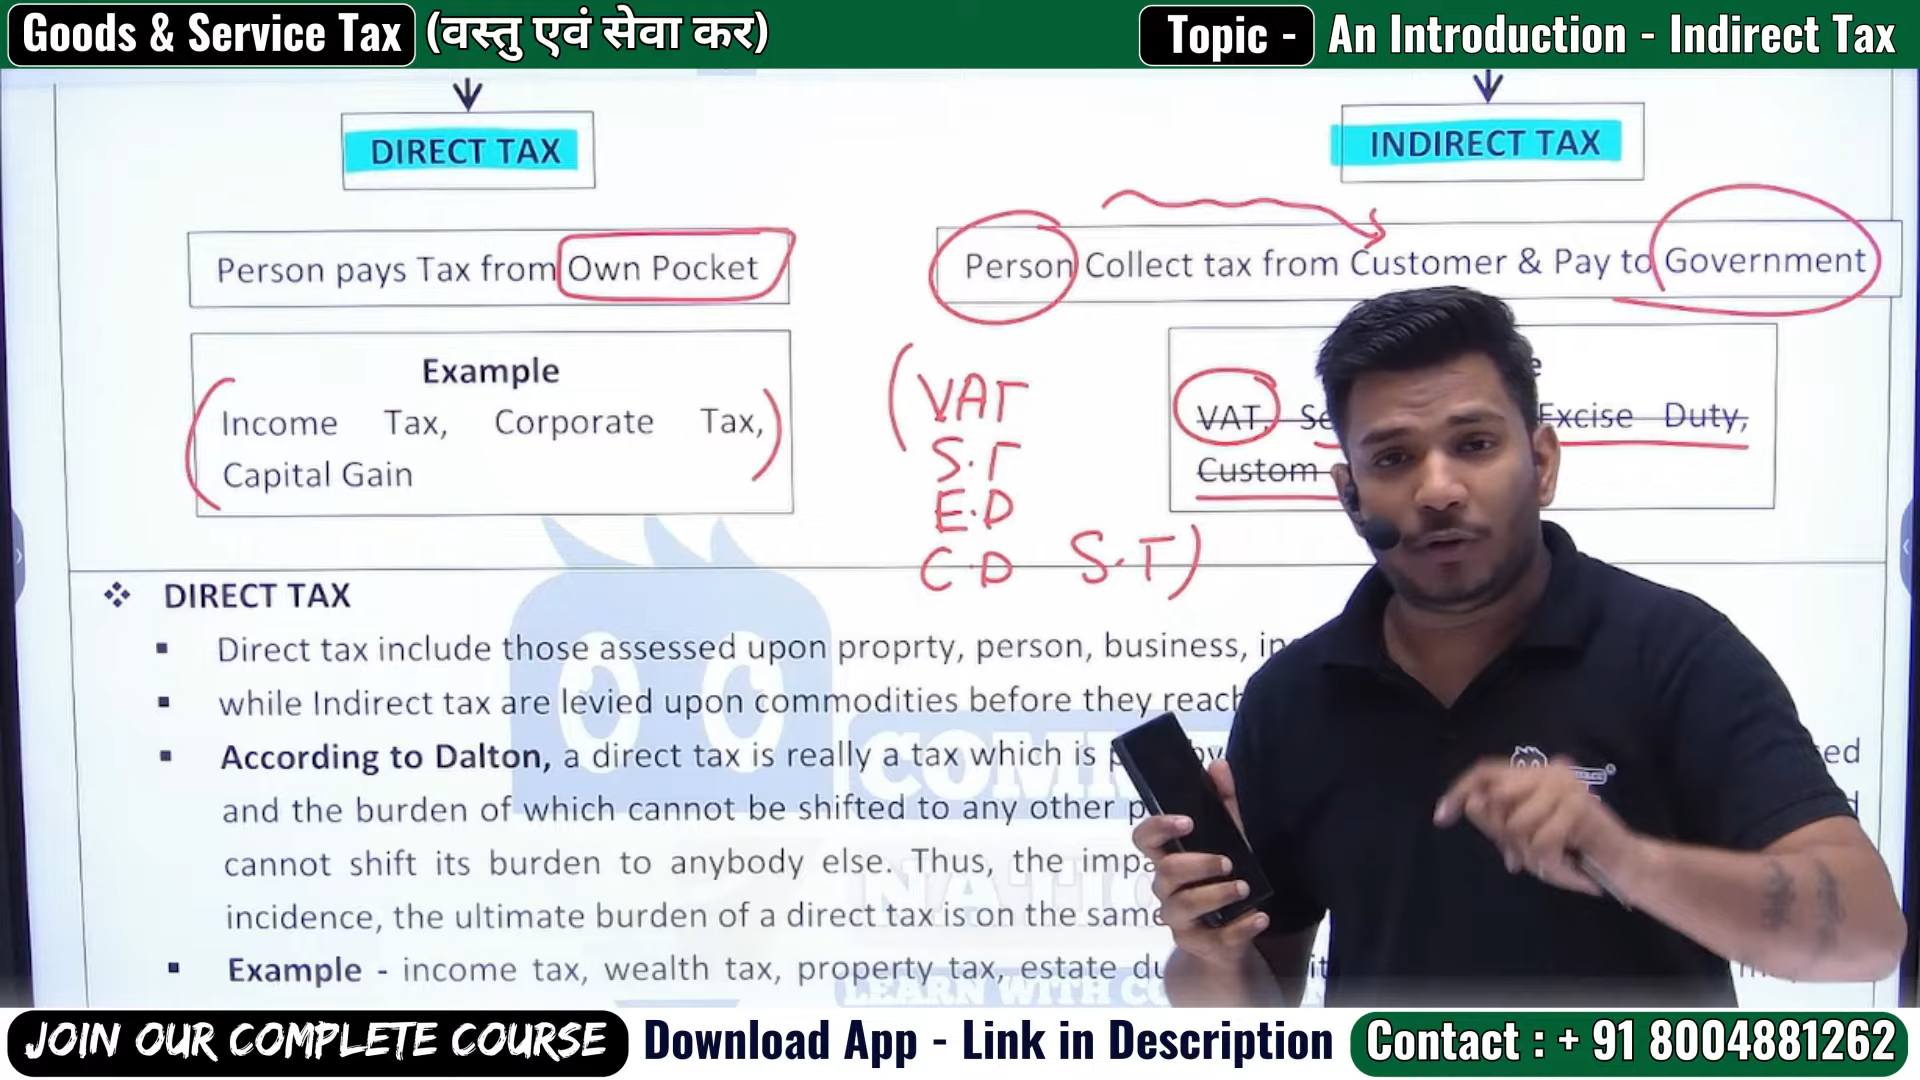 Goods & Service Tax (वस्तु एवं सेवा कर)
Topic - An Introduction - Indirect Tax
DIRECT TAX
INDIRECT TAX
Person pays Tax from Own Pocket
Person Collect tax from Customer & Pay to Government
Example
Income Tax, Corporate Tax,
Capital Gain
VAT
S.T
E.D
C.D S.T)
VAT, Excise Duty,
Custom
DIRECT TAX
Direct tax include those assessed upon proprty, person, business,
while Indirect tax are levied upon commodities before they reach
According to Dalton, a direct tax is really a tax which is
and the burden of which cannot be shifted to any other
cannot shift its burden to anybody else. Thus, the
incidence, the ultimate burden of a direct tax is on the same
Example - income tax, wealth tax, property tax, estate
JOIN OUR COMPLETE COURSE Download App - Link in Description Contact : + 91 8004881262